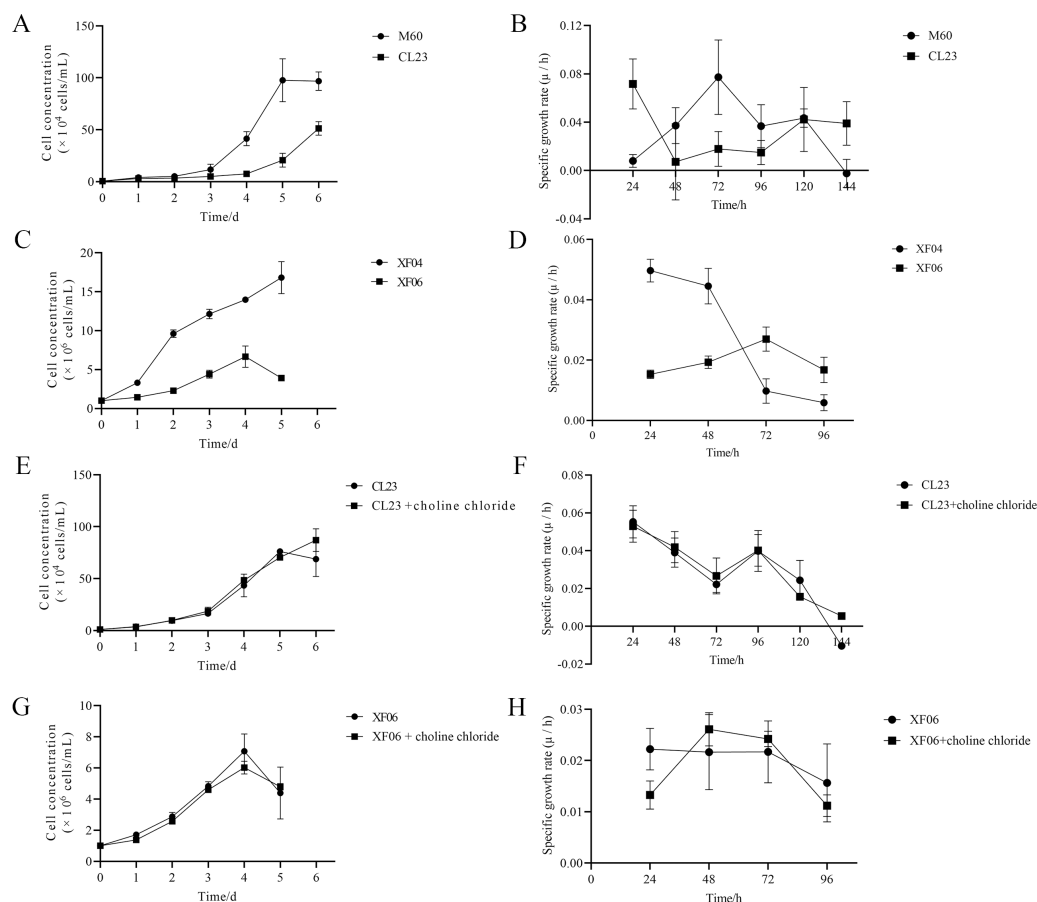 A
Cell concentration
(× 10⁴ cells/mL)
150
100
50
0
0 1 2 3 4 5 6
Time/d
M60
CL23
B
Specific growth rate (μ / h)
0.12
0.08
0.04
0.00
-0.04
24 48 72 96 120 144
Time/h
M60
CL23
C
Cell concentration
(× 10⁶ cells/mL)
20
15
10
5
0
0 1 2 3 4 5 6
Time/d
XF04
XF06
D
Specific growth rate (μ / h)
0.06
0.04
0.02
0.00
0 24 48 72 96
Time/h
XF04
XF06
E
Cell concentration
(× 10⁴ cells/mL)
150
100
50
0
0 1 2 3 4 5 6
Time/d
CL23
CL23 +choline chloride
F
Specific growth rate (μ / h)
0.08
0.06
0.04
0.02
0.00
-0.02
24 48 72 96 120 144
Time/h
CL23
CL23+choline chloride
G
Cell concentration
(× 10⁶ cells/mL)
10
8
6
4
2
0
0 1 2 3 4 5 6
Time/d
XF06
XF06 + choline chloride
H
Specific growth rate (μ / h)
0.03
0.02
0.01
0.00
0 24 48 72 96
Time/h
XF06
XF06+choline chloride